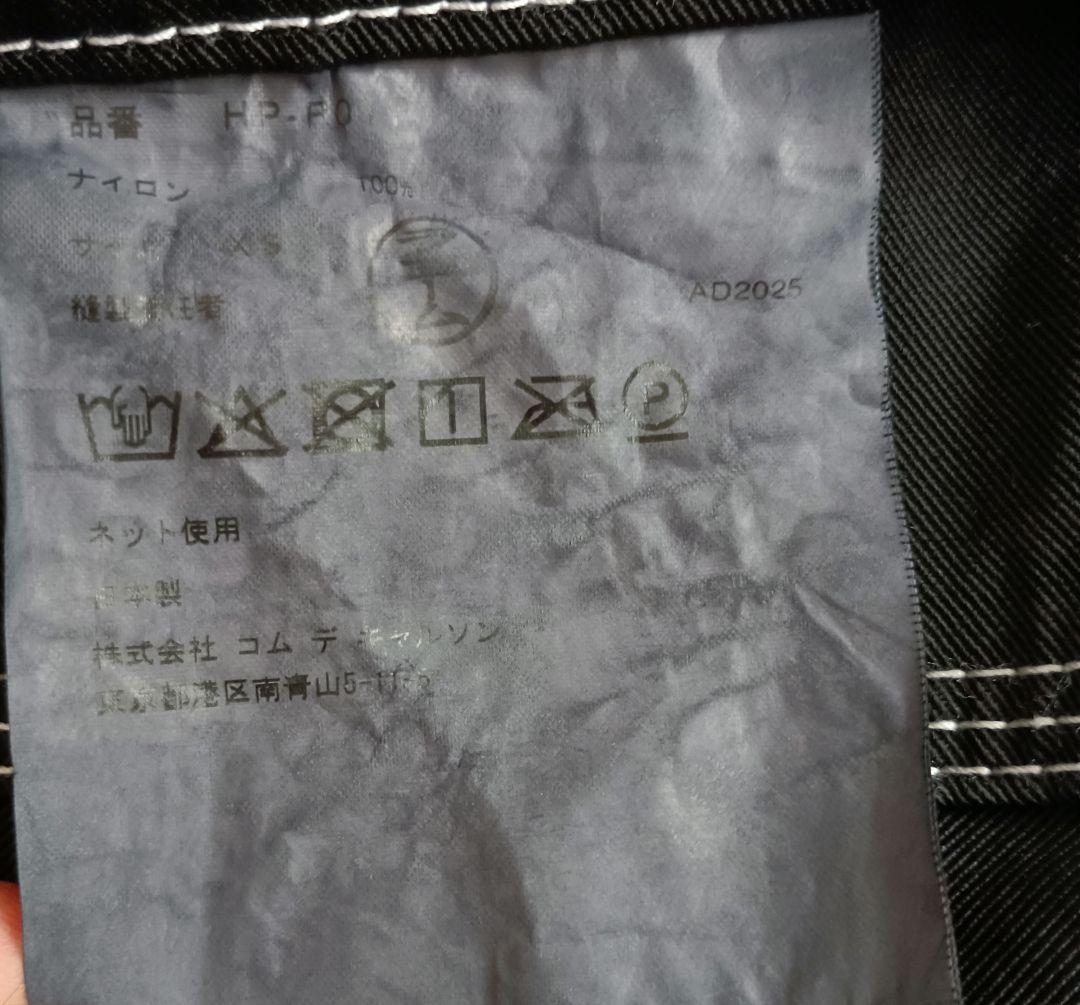 品番 HP-P0
ナイロン 100%
サイズ XS
縫製責任者
AD2025
ネット使用
日本製
株式会社 コム デ ギャルソン
東京都港区南青山5-11-5